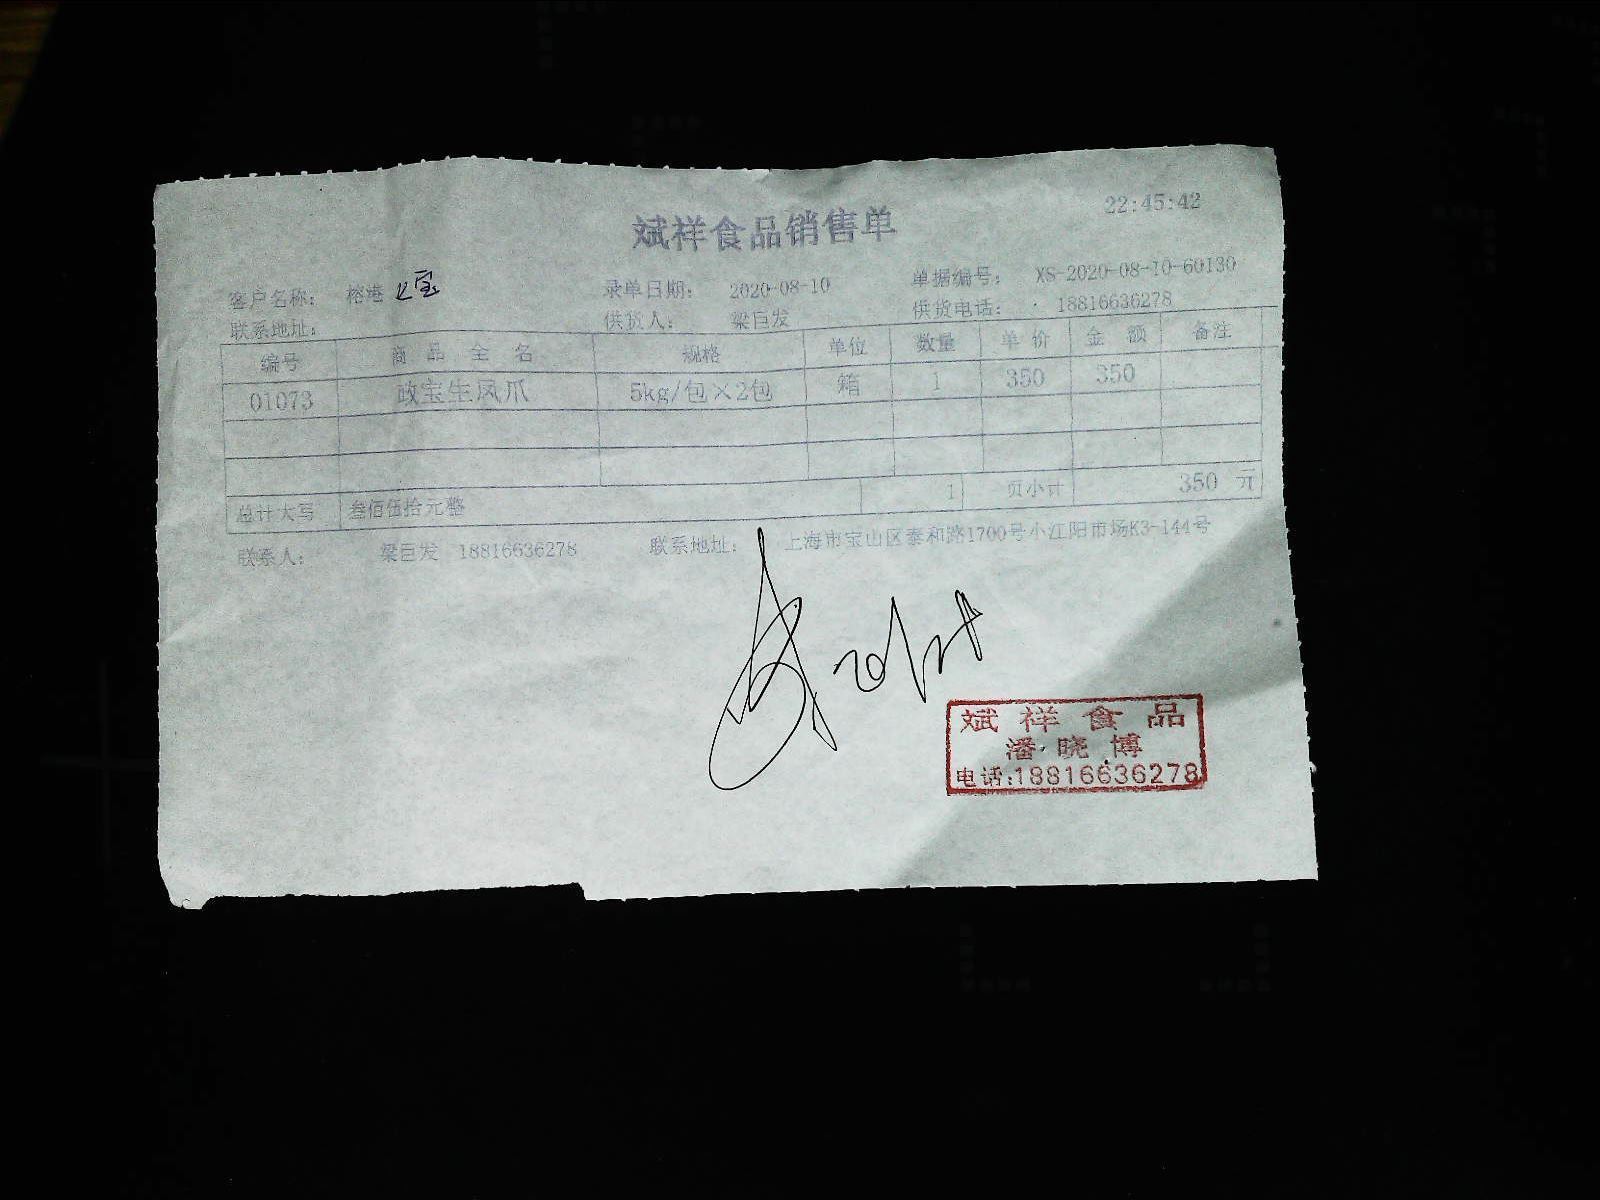 22:45:42
斌祥食品销售单
客户名称： 榕港 宝 录单日期： 2020-08-10 单据编号： XS-2020-08-10-60130
联系地址： 供货人： 梁巨发 供货电话： 18816636278
编号 商品全名 规格 单位 数量 单价 金额 备注
01073 政宝生凤爪 5kg/包×2包 箱 1 350 350
总计大写 叁佰伍拾元整 1 页小计 350 元
联系人： 梁巨发 18816636278 联系地址： 上海市宝山区泰和路1700号小江阳市场K3-144号
斌祥食品
潘晓博
电话:18816636278